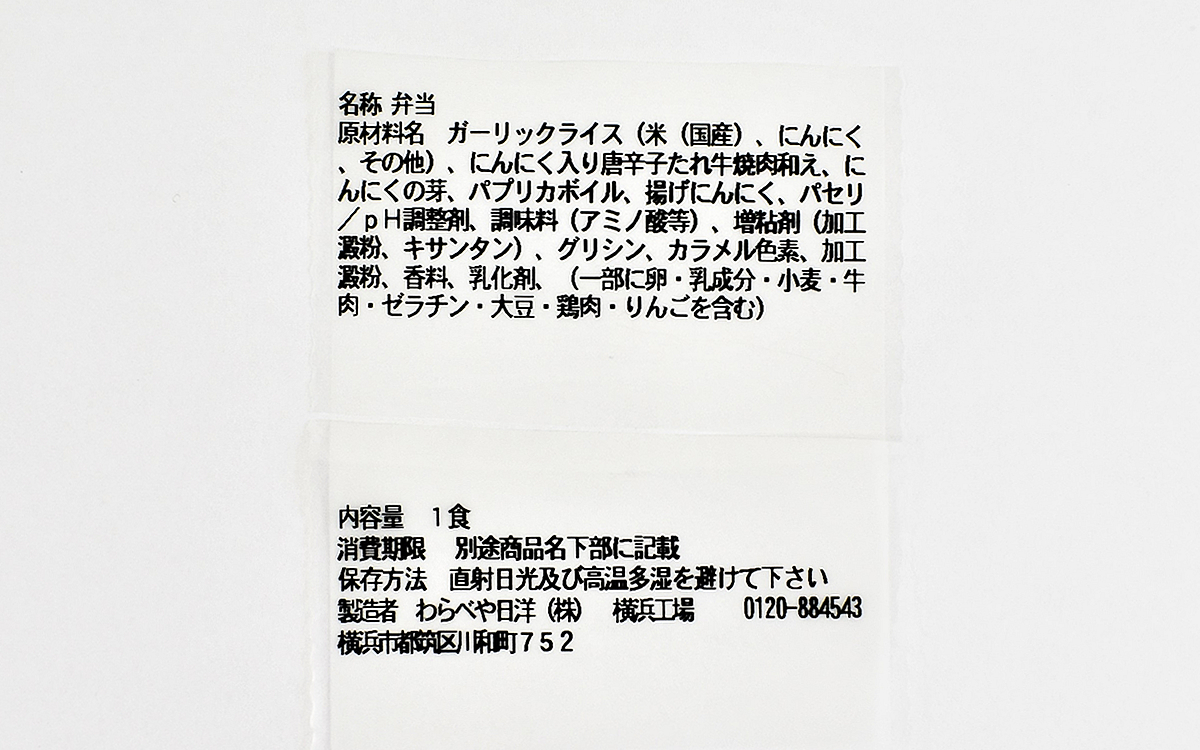 名称 弁当
原材料名　ガーリックライス（米（国産）、にんにく
、その他）、にんにく入り唐辛子たれ牛焼肉和え、に
んにくの芽、パプリカボイル、揚げにんにく、パセリ
／ｐＨ調整剤、調味料（アミノ酸等）、増粘剤（加工
澱粉、キサンタン）、グリシン、カラメル色素、加工
澱粉、香料、乳化剤、（一部に卵・乳成分・小麦・牛
肉・ゼラチン・大豆・鶏肉・りんごを含む）
内容量　１食
消費期限　別途商品名下部に記載
保存方法　直射日光及び高温多湿を避けて下さい
製造者　わらべや日洋（株）　横浜工場　0120-884543
横浜市都筑区川和町７５２